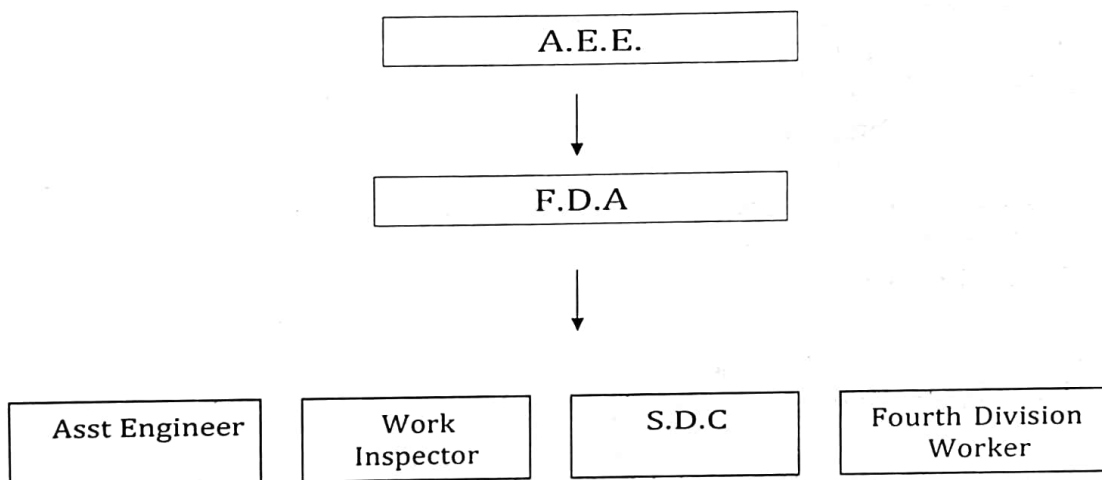 A.E.E.
F.D.A
Asst Engineer
Work
Inspector
S.D.C
Fourth Division
Worker